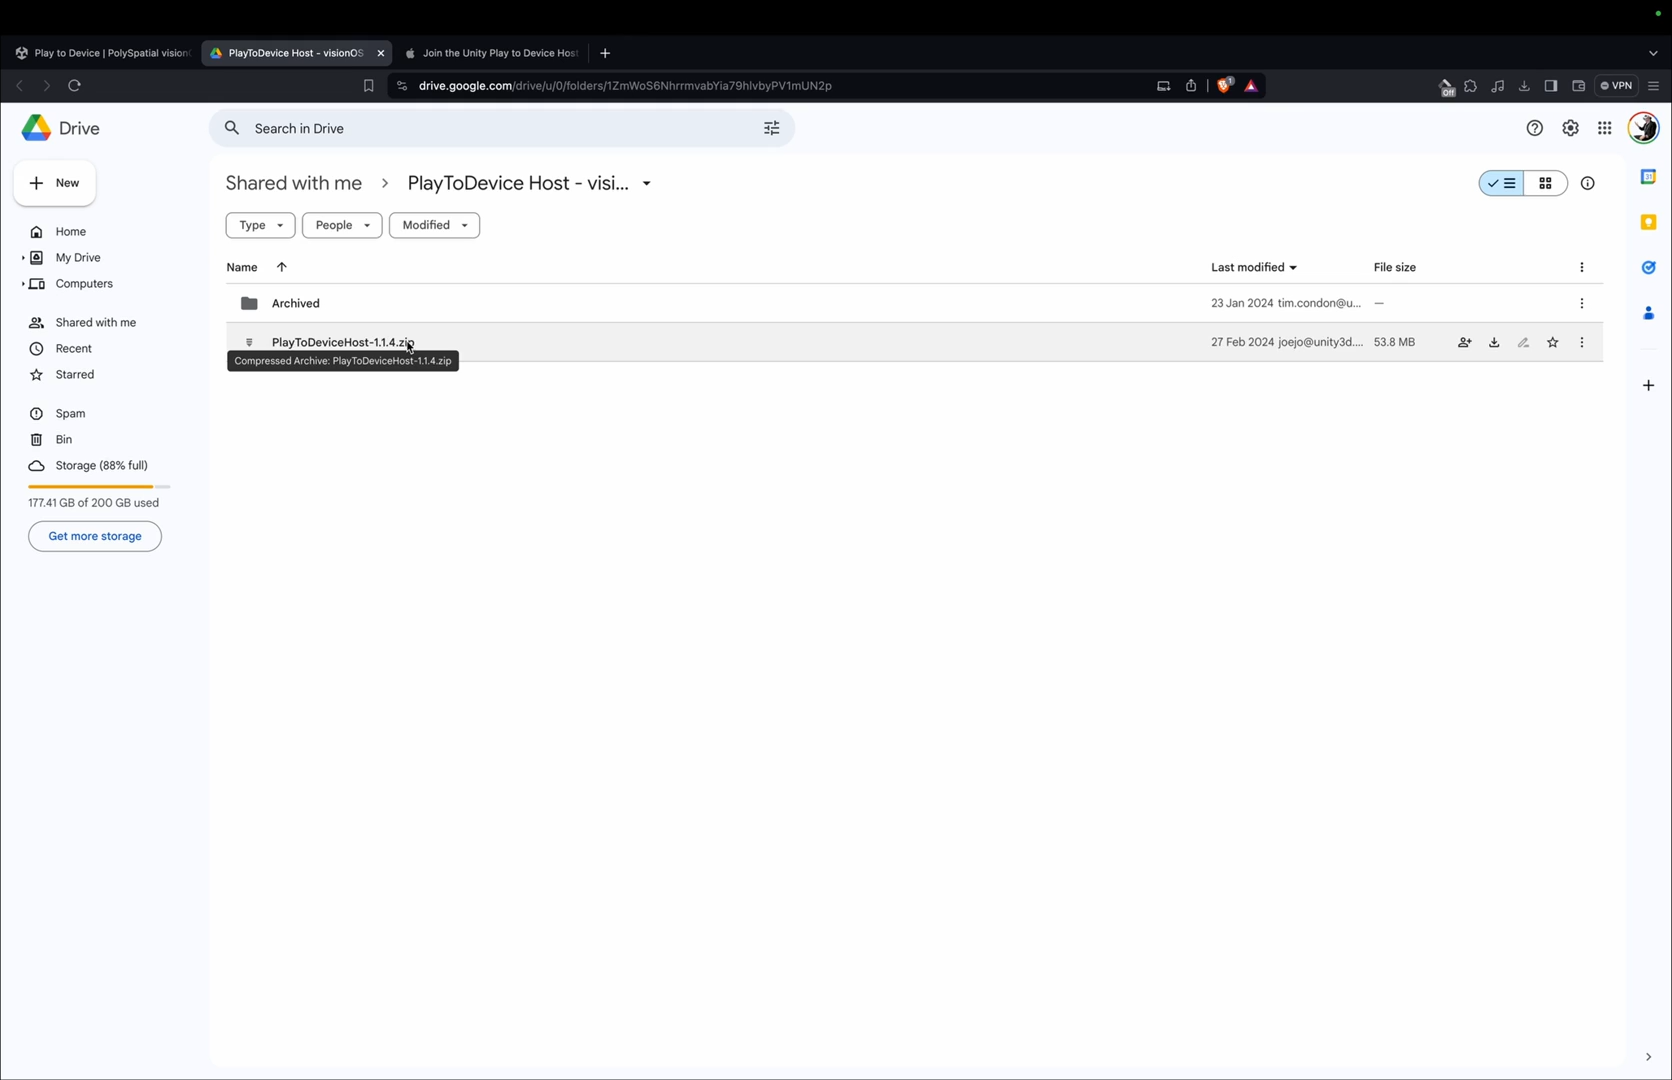 Play to Device | PolySpatial vision
PlayToDevice Host - visionOS
Join the Unity Play to Device Host
drive.google.com/drive/u/0/folders/1ZmWoS6NhrrmvabYia79hlvbyPV1mUN2p
1
Off
VPN
Drive
Search in Drive
New
Shared with me
PlayToDevice Host - visi...
Type
People
Modified
Home
My Drive
Computers
Shared with me
Recent
Starred
Spam
Bin
Storage (88% full)
177.41 GB of 200 GB used
Get more storage
Name
Last modified
File size
Archived
23 Jan 2024 tim.condon@u...
—
PlayToDeviceHost-1.1.4.zip
27 Feb 2024 joejo@unity3d....
53.8 MB
Compressed Archive: PlayToDeviceHost-1.1.4.zip
31